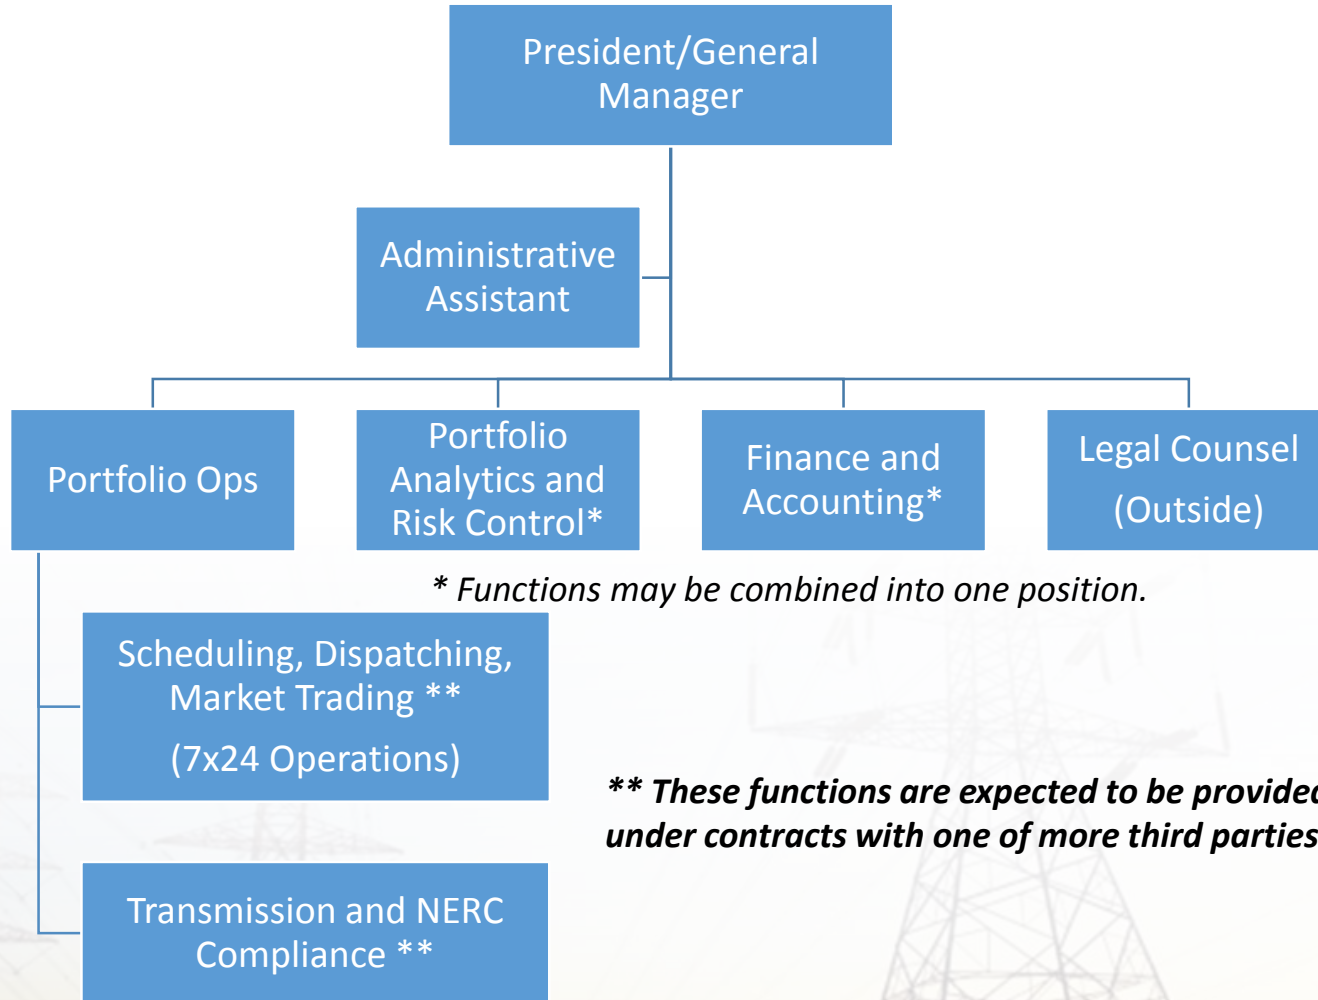 President/General
Manager
Administrative
Assistant
Portfolio Ops
Portfolio
Analytics and
Risk Control*
Finance and
Accounting*
Legal Counsel
(Outside)
* Functions may be combined into one position.
Scheduling, Dispatching,
Market Trading **
(7x24 Operations)
** These functions are expected to be provided
under contracts with one of more third parties
Transmission and NERC
Compliance **